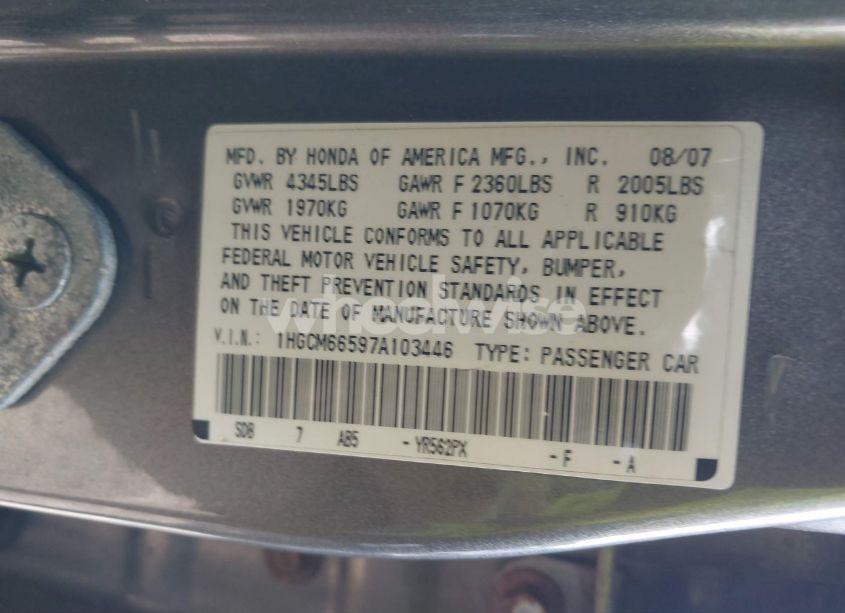 MFD. BY HONDA OF AMERICA MFG., INC. 08/07
GVWR 4345LBS GAWR F 2360LBS R 2005LBS
GVWR 1970KG GAWR F 1070KG R 910KG
THIS VEHICLE CONFORMS TO ALL APPLICABLE
FEDERAL MOTOR VEHICLE SAFETY, BUMPER,
AND THEFT PREVENTION STANDARDS IN EFFECT
ON THE DATE OF MANUFACTURE SHOWN ABOVE.
V.I.N.: 1HGCM66597A103446 TYPE: PASSENGER CAR
SDB 7 AB5 - YR562PX - F - A